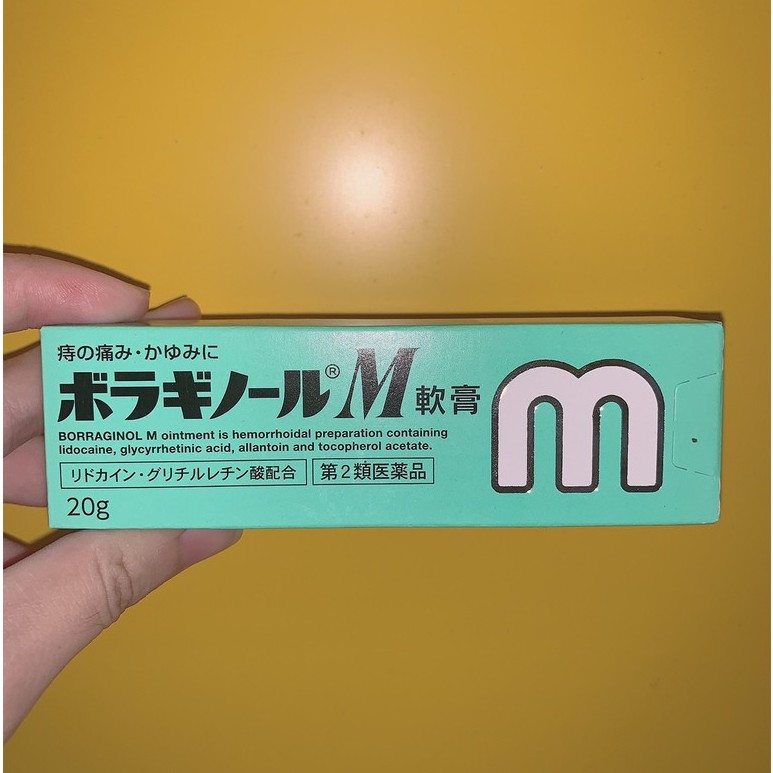 痔の痛み・かゆみに
ボラギノール®M軟膏
BORRAGINOL M ointment is hemorrhoidal preparation containing
lidocaine, glycyrrhetinic acid, allantoin and tocopherol acetate.
リドカイン・グリチルレチン酸配合 第2類医薬品
20g
m